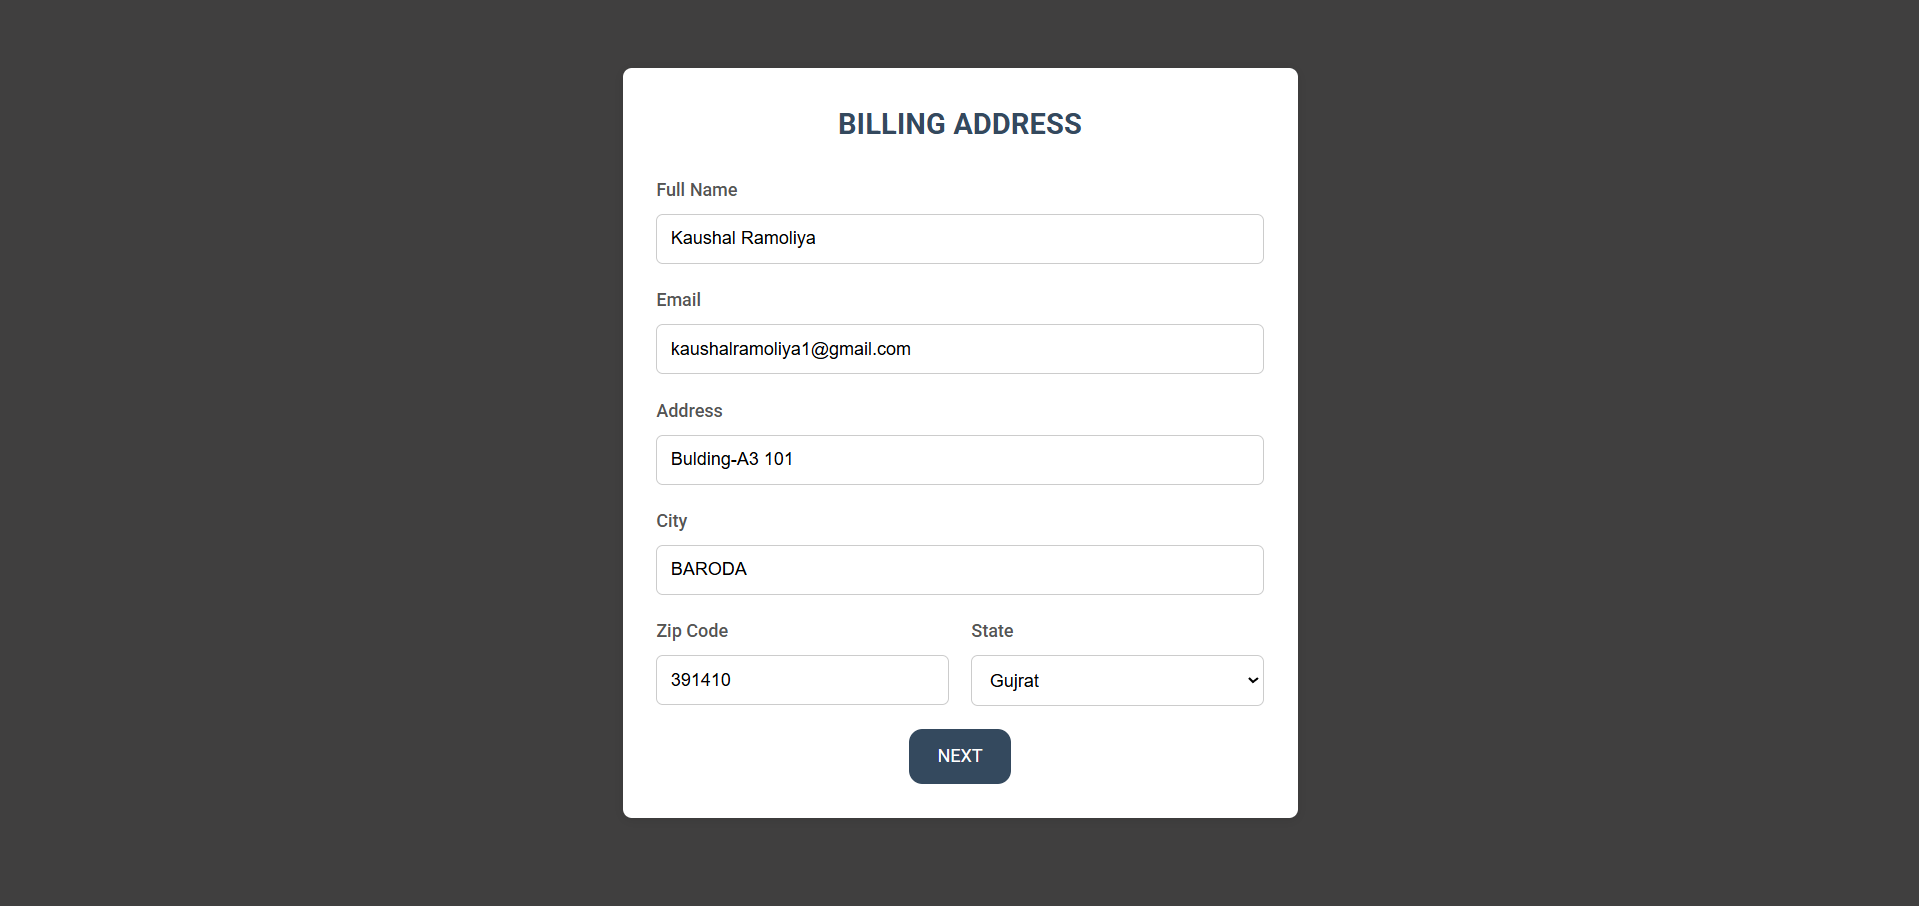 BILLING ADDRESS
Full Name
Kaushal Ramoliya
Email
kaushalramoliya1@gmail.com
Address
Bulding-A3 101
City
BARODA
Zip Code State
391410 Gujrat
NEXT